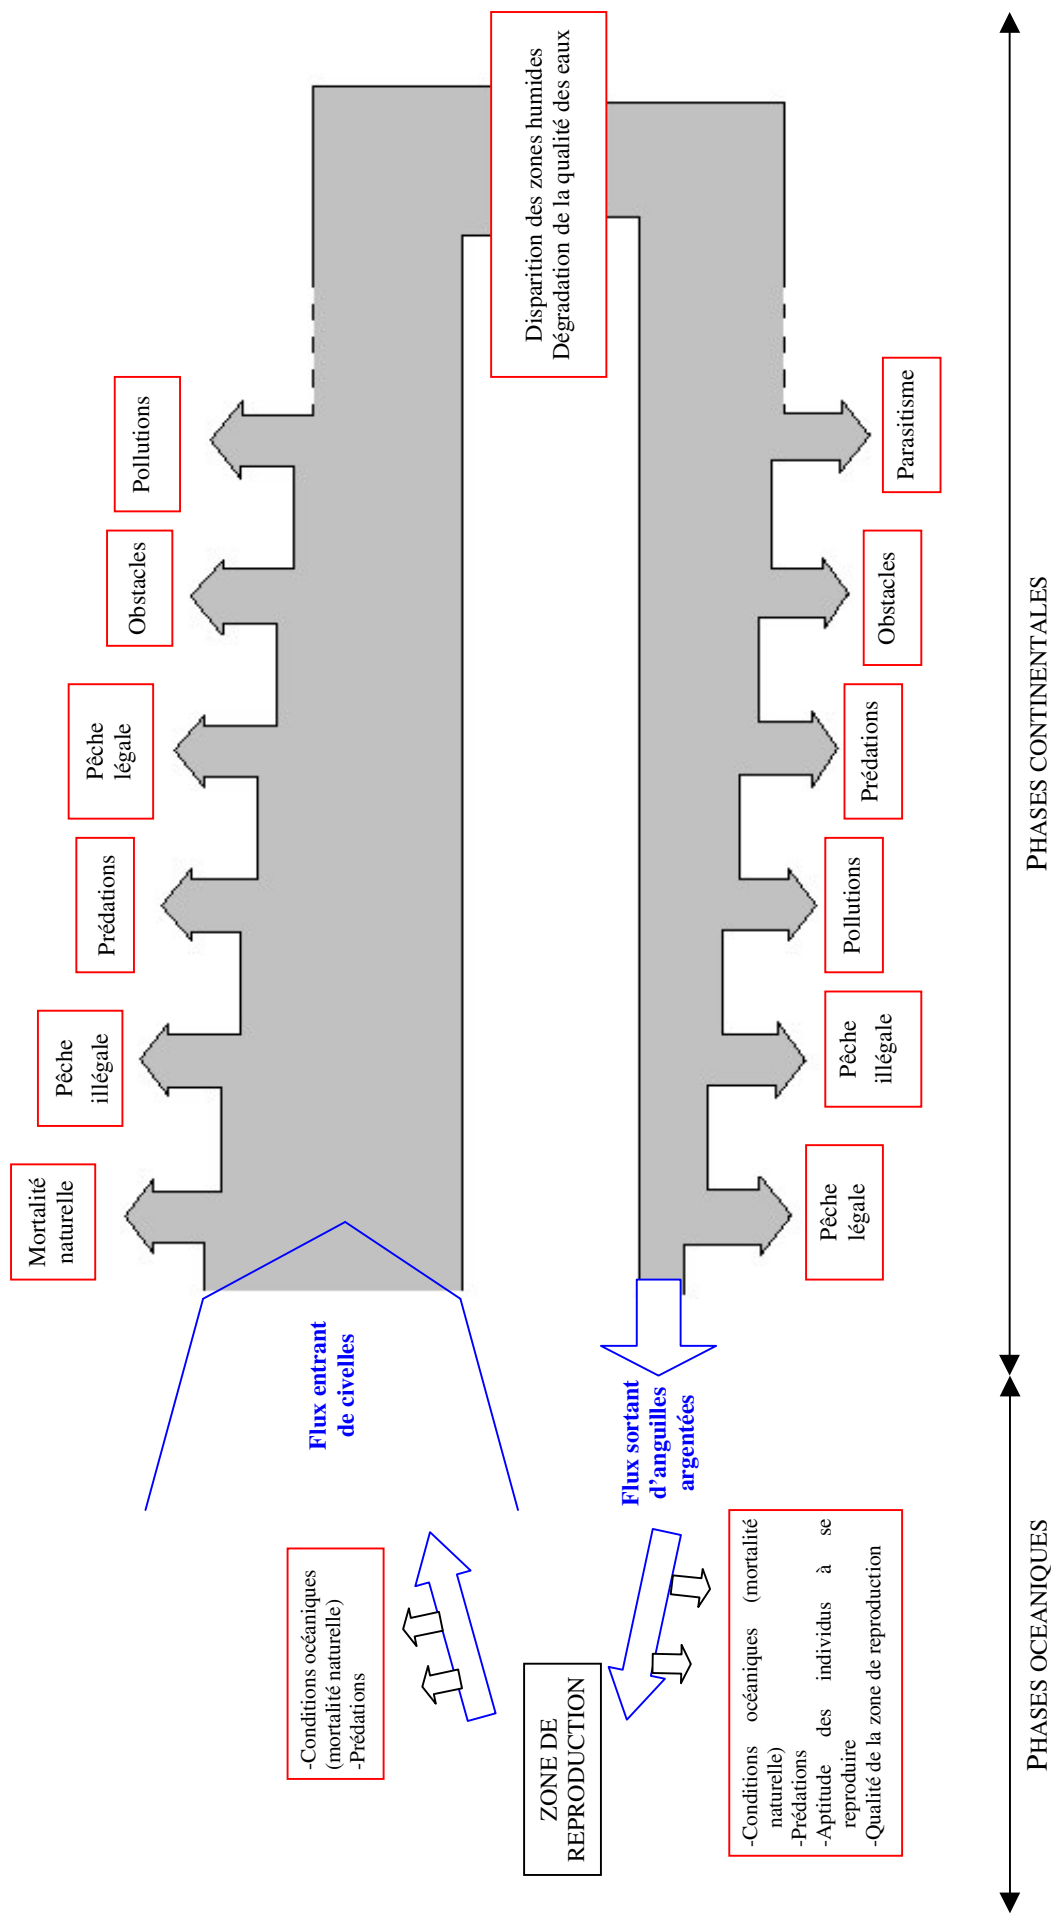 -Conditions océaniques
(mortalité naturelle)
-Prédations
Flux entrant
de civelles
Mortalité
naturelle
Pêche
illégale
Prédations
Pêche
légale
Obstacles
Pollutions
Disparition des zones humides
Dégradation de la qualité des eaux
ZONE DE
REPRODUCTION
Flux sortant
d'anguilles
argentées
-Conditions océaniques (mortalité
naturelle)
-Prédations
-Aptitude des individus à se
reproduire
-Qualité de la zone de reproduction
Pêche
légale
Pêche
illégale
Pollutions
Prédations
Obstacles
Parasitisme
PHASES OCEANIQUES
PHASES CONTINENTALES